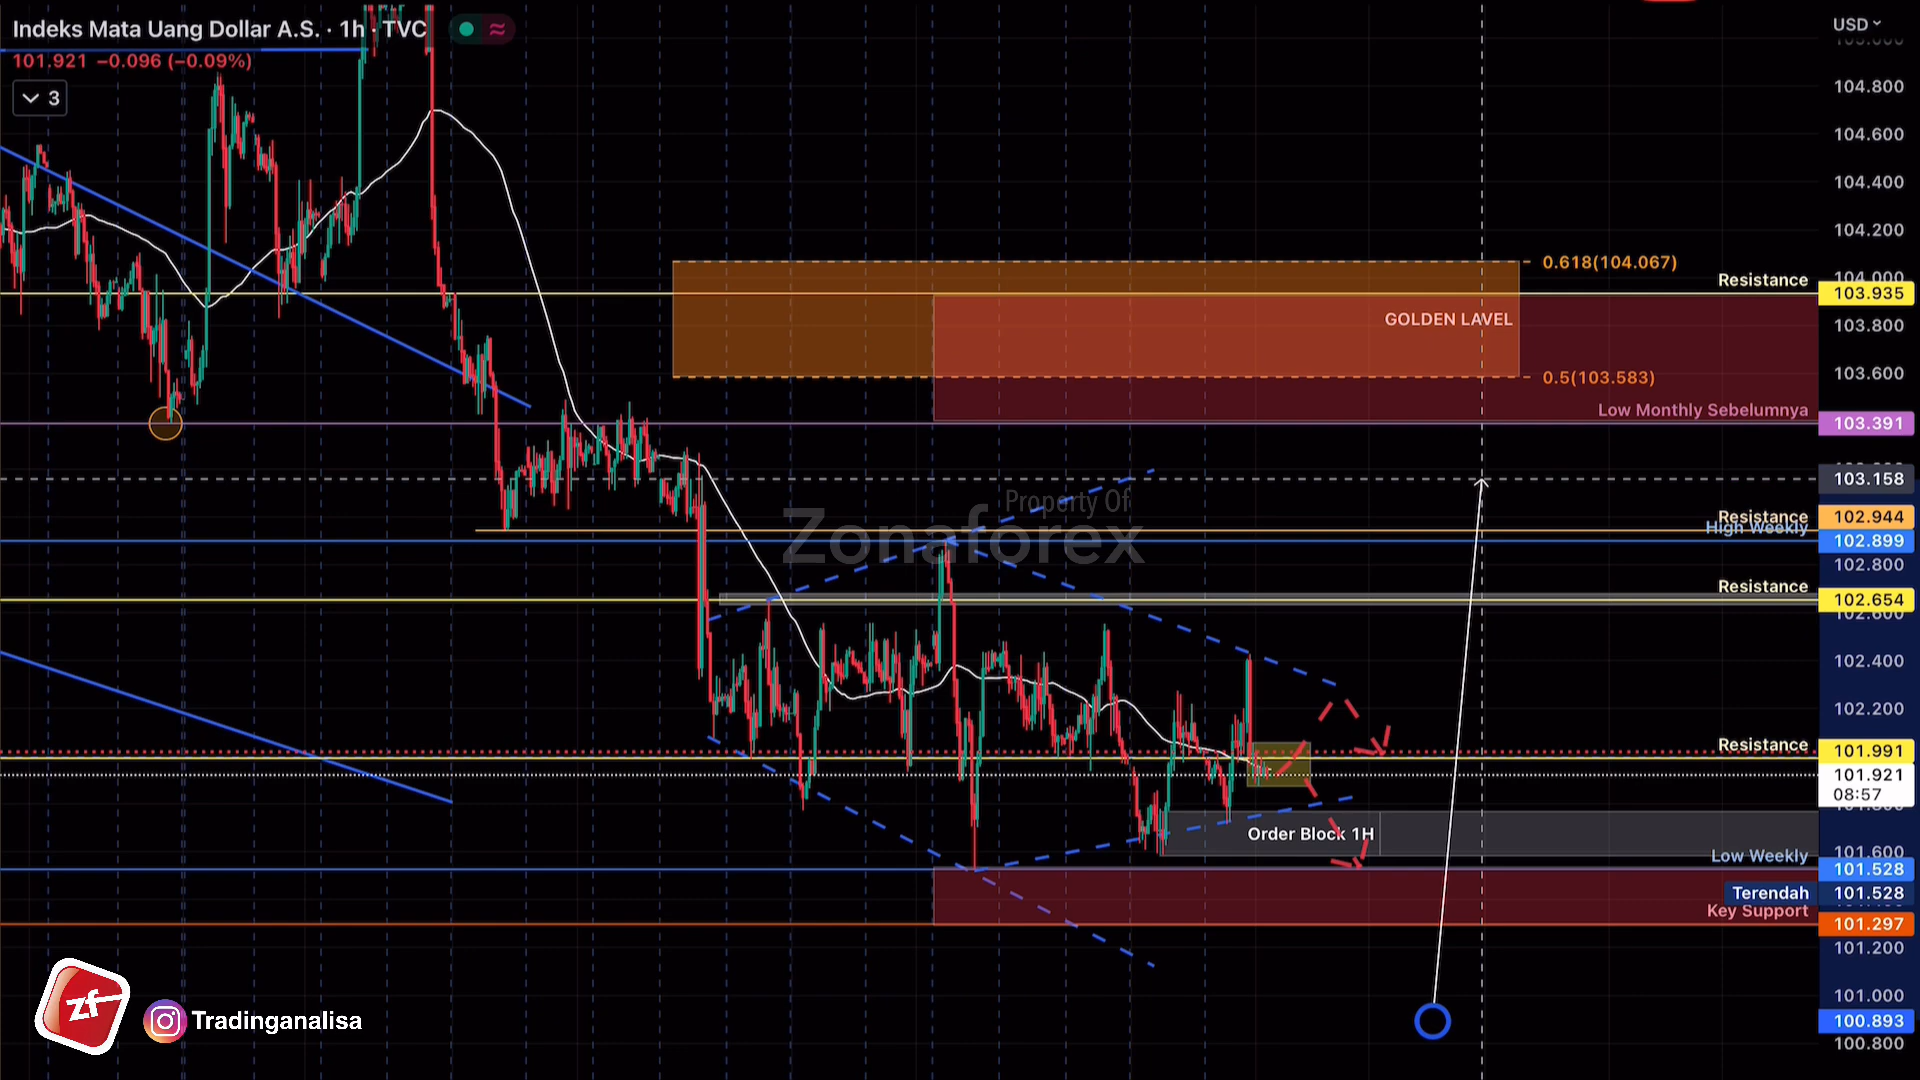 Indeks Mata Uang Dollar A.S. · 1h · TVC
101.921 −0.096 (−0.09%)
3
USD
104.800
104.600
104.400
104.200
0.618(104.067)
104.000
Resistance
103.935
GOLDEN LAVEL
103.800
103.600
0.5(103.583)
Low Monthly Sebelumnya
103.391
103.158
Property Of
Zonaforex
Resistance
102.944
High Weekly
102.899
102.800
Resistance
102.654
102.600
102.400
102.200
Resistance
101.991
101.921
08:57
Order Block 1H
101.600
Low Weekly
101.528
Terendah
101.528
Key Support
101.297
101.200
101.000
100.893
100.800
zf
Tradinganalisa